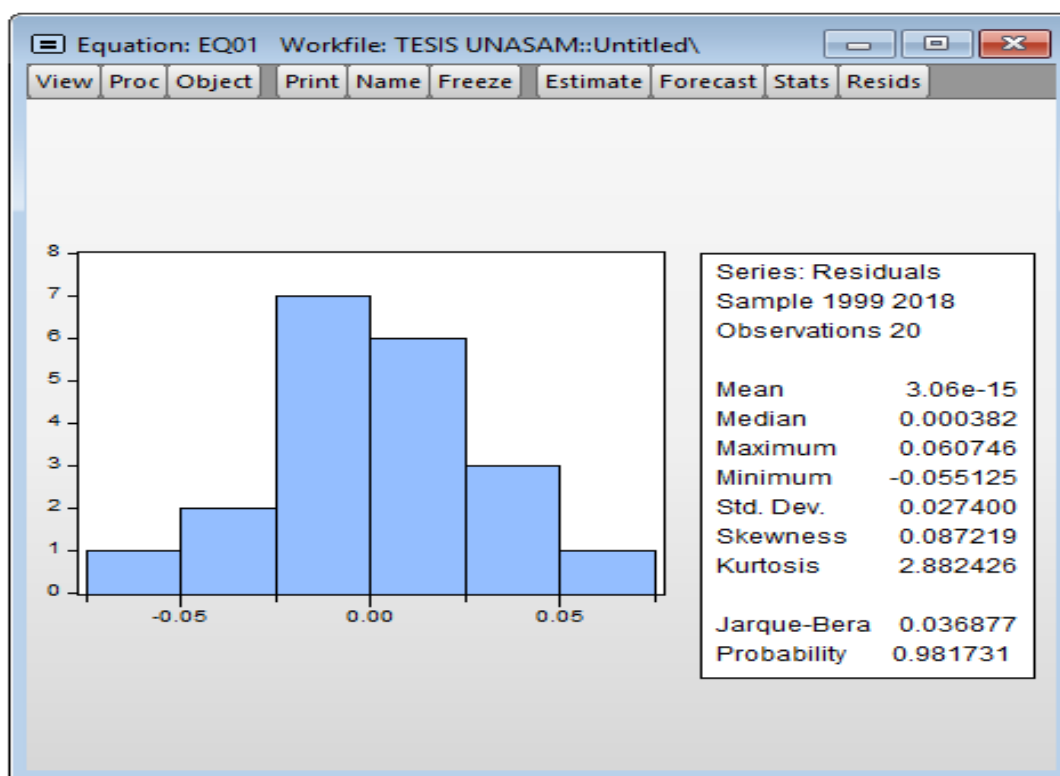 Equation: EQ01 Workfile: TESIS UNASAM::Untitled\
View Proc Object Print Name Freeze Estimate Forecast Stats Resids
8
7
6
5
4
3
2
1
0
-0.05 0.00 0.05
Series: Residuals
Sample 1999 2018
Observations 20
Mean 3.06e-15
Median 0.000382
Maximum 0.060746
Minimum -0.055125
Std. Dev. 0.027400
Skewness 0.087219
Kurtosis 2.882426
Jarque-Bera 0.036877
Probability 0.981731